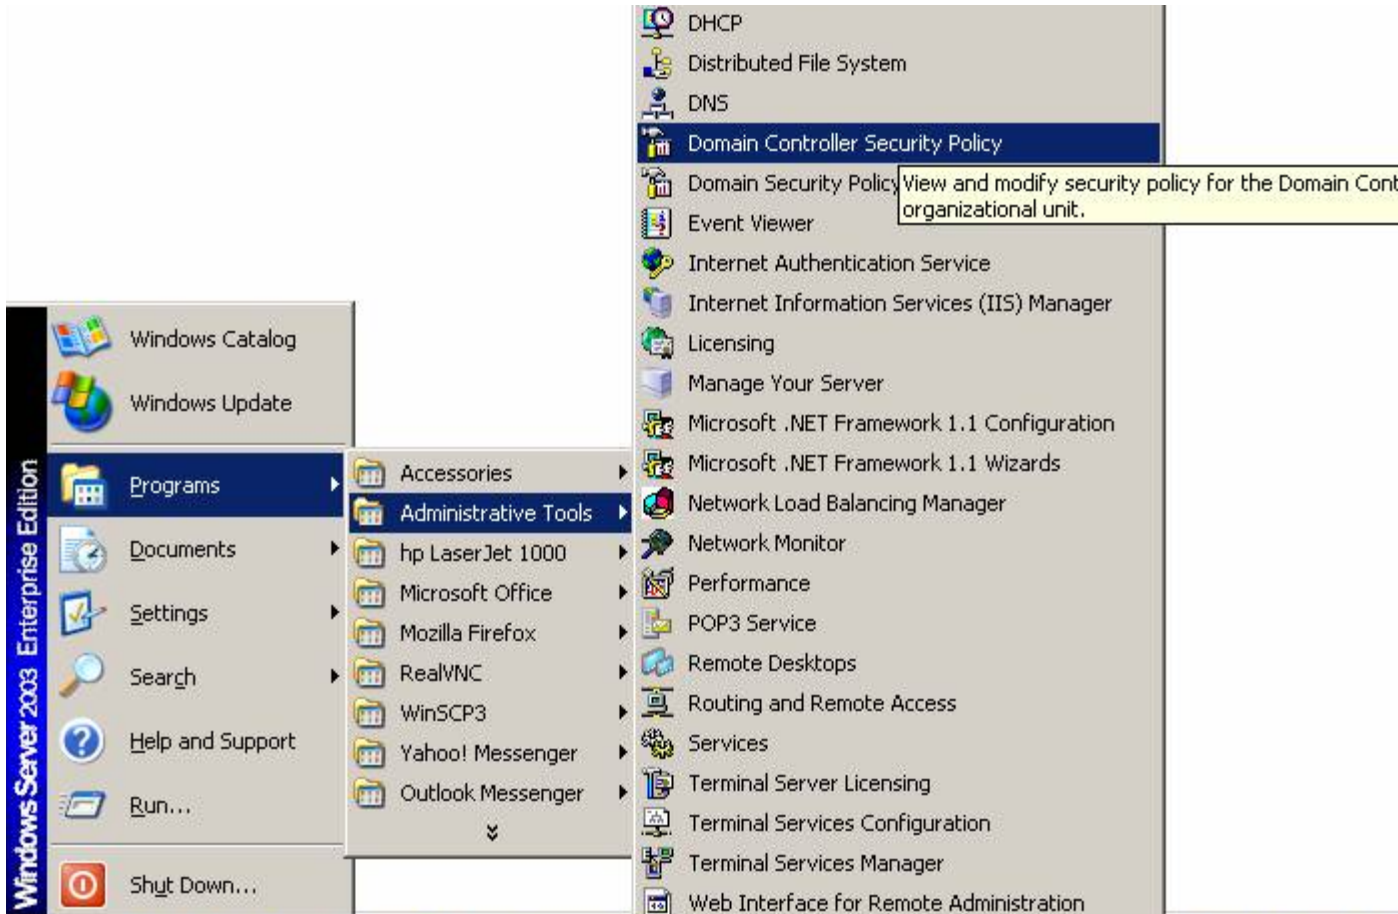 Windows Server 2003 Enterprise Edition
Windows Catalog
Windows Update
Programs
Documents
Settings
Search
Help and Support
Run...
Shut Down...
Accessories
Administrative Tools
hp LaserJet 1000
Microsoft Office
Mozilla Firefox
RealVNC
WinSCP3
Yahoo! Messenger
Outlook Messenger
DHCP
Distributed File System
DNS
Domain Controller Security Policy
Domain Security Policy
View and modify security policy for the Domain Cont
organizational unit.
Event Viewer
Internet Authentication Service
Internet Information Services (IIS) Manager
Licensing
Manage Your Server
Microsoft .NET Framework 1.1 Configuration
Microsoft .NET Framework 1.1 Wizards
Network Load Balancing Manager
Network Monitor
Performance
POP3 Service
Remote Desktops
Routing and Remote Access
Services
Terminal Server Licensing
Terminal Services Configuration
Terminal Services Manager
Web Interface for Remote Administration